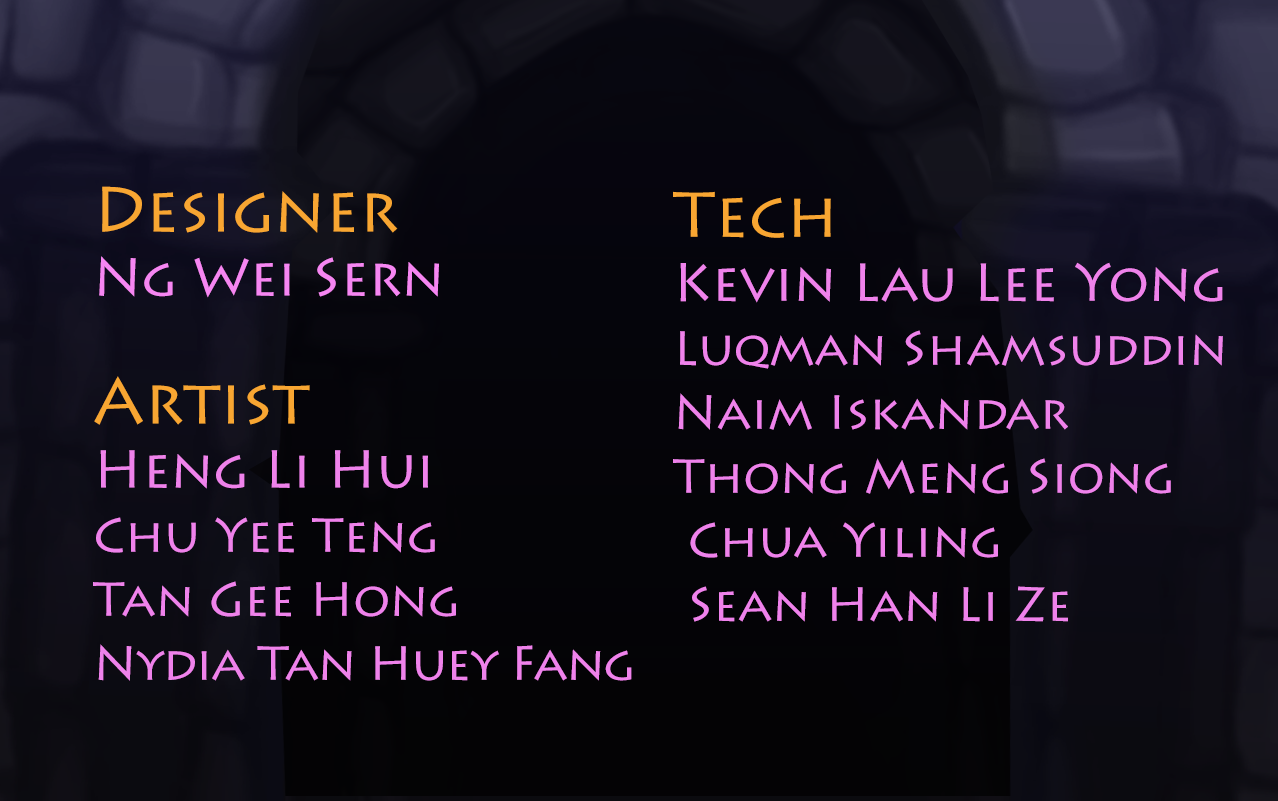 Designer
Ng Wei Sern
Artist
Heng Li Hui
Chu Yee Teng
Tan Gee Hong
Nydia Tan Huey Fang
Tech
Kevin Lau Lee Yong
Luqman Shamsuddin
Naim Iskandar
Thong Meng Siong
Chua Yiling
Sean Han Li Ze